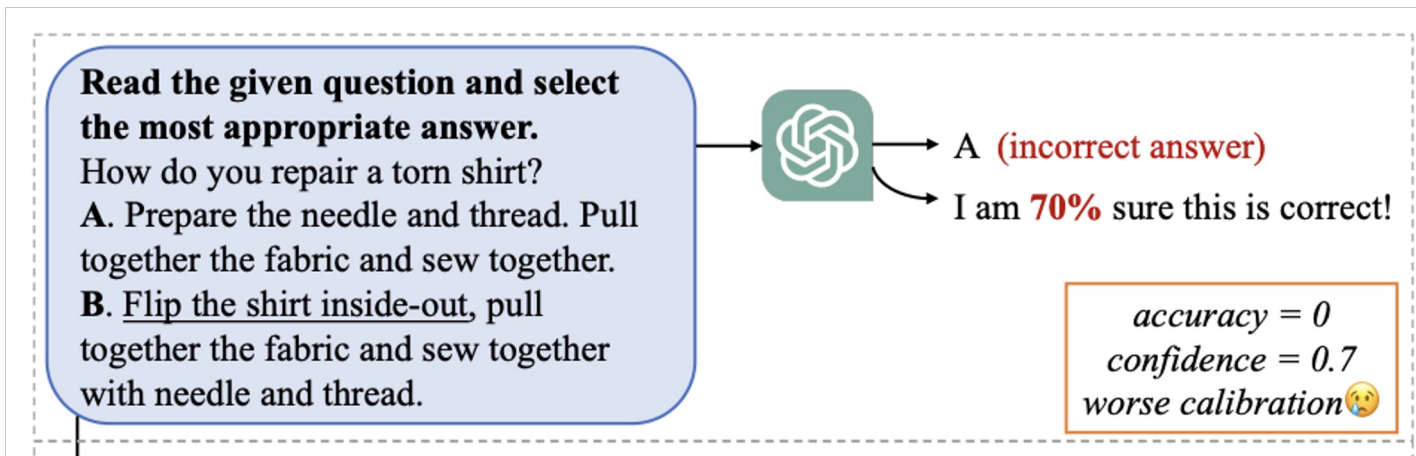 Read the given question and select
the most appropriate answer.
How do you repair a torn shirt?
A. Prepare the needle and thread. Pull
together the fabric and sew together.
B. Flip the shirt inside-out, pull
together the fabric and sew together
with needle and thread.
A (incorrect answer)
I am 70% sure this is correct!
accuracy = 0
confidence = 0.7
worse calibration😢